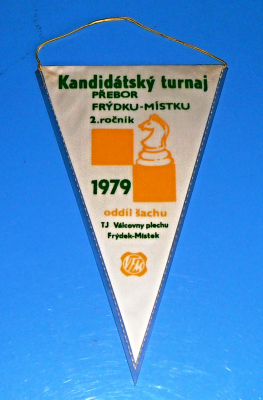 Kandidátský turnaj
PŘEBOR
FRÝDKU-MÍSTKU
2.ročník
1979
oddíl šachu
TJ Válcovny plechu
Frýdek-Místek